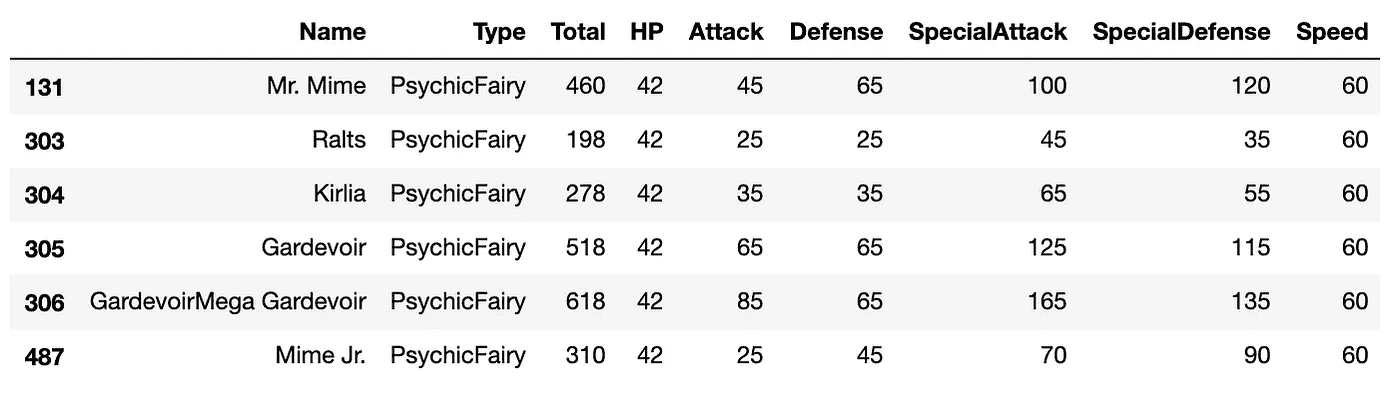 Name Type Total HP Attack Defense SpecialAttack SpecialDefense Speed
131 Mr. Mime PsychicFairy 460 42 45 65 100 120 60
303 Ralts PsychicFairy 198 42 25 25 45 35 60
304 Kirlia PsychicFairy 278 42 35 35 65 55 60
305 Gardevoir PsychicFairy 518 42 65 65 125 115 60
306 GardevoirMega Gardevoir PsychicFairy 618 42 85 65 165 135 60
487 Mime Jr. PsychicFairy 310 42 25 45 70 90 60